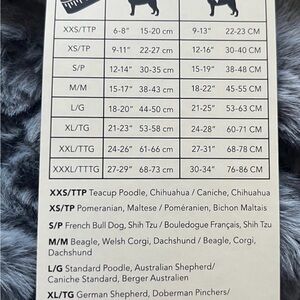 XXS/TTP 6-8" 15-20 cm 9-13" 22-23 CM
XS/TP 9-11" 22-27 cm 12-16" 30-40 CM
S/P 12-14" 30-35 cm 15-19" 38-48 CM
M/M 15-17" 38-43 cm 18-22" 45-55 CM
L/G 18-20" 44-50 cm 21-25" 53-63 CM
XL/TG 21-23" 53-58 cm 24-28" 60-71 CM
XXL/TTG 24-26" 61-66 cm 27-31" 68-78 CM
XXXL/TTTG 27-29" 68-73 cm 30-34" 76-86 CM
XXS/TTP Teacup Poodle, Chihuahua / Caniche, Chihuahua
XS/TP Pomeranian, Maltese / Poméranien, Bichon Maltais
S/P French Bull Dog, Shih Tzu / Bouledogue Français, Shih Tzu
M/M Beagle, Welsh Corgi, Dachshund / Beagle, Corgi,
Dachshund
L/G Standard Poodle, Australian Shepherd/
Caniche Standard, Berger Australien
XL/TG German Shepherd, Doberman Pinchers/